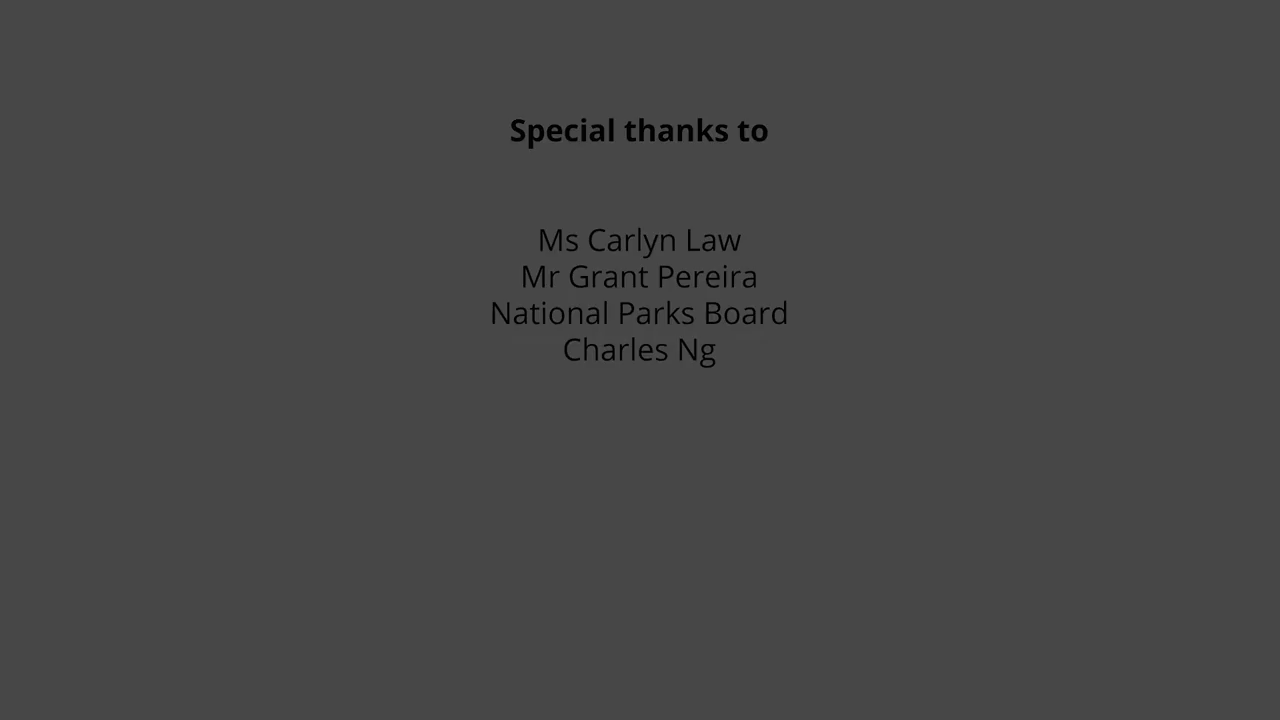 Special thanks to
Ms Carlyn Law
Mr Grant Pereira
National Parks Board
Charles Ng